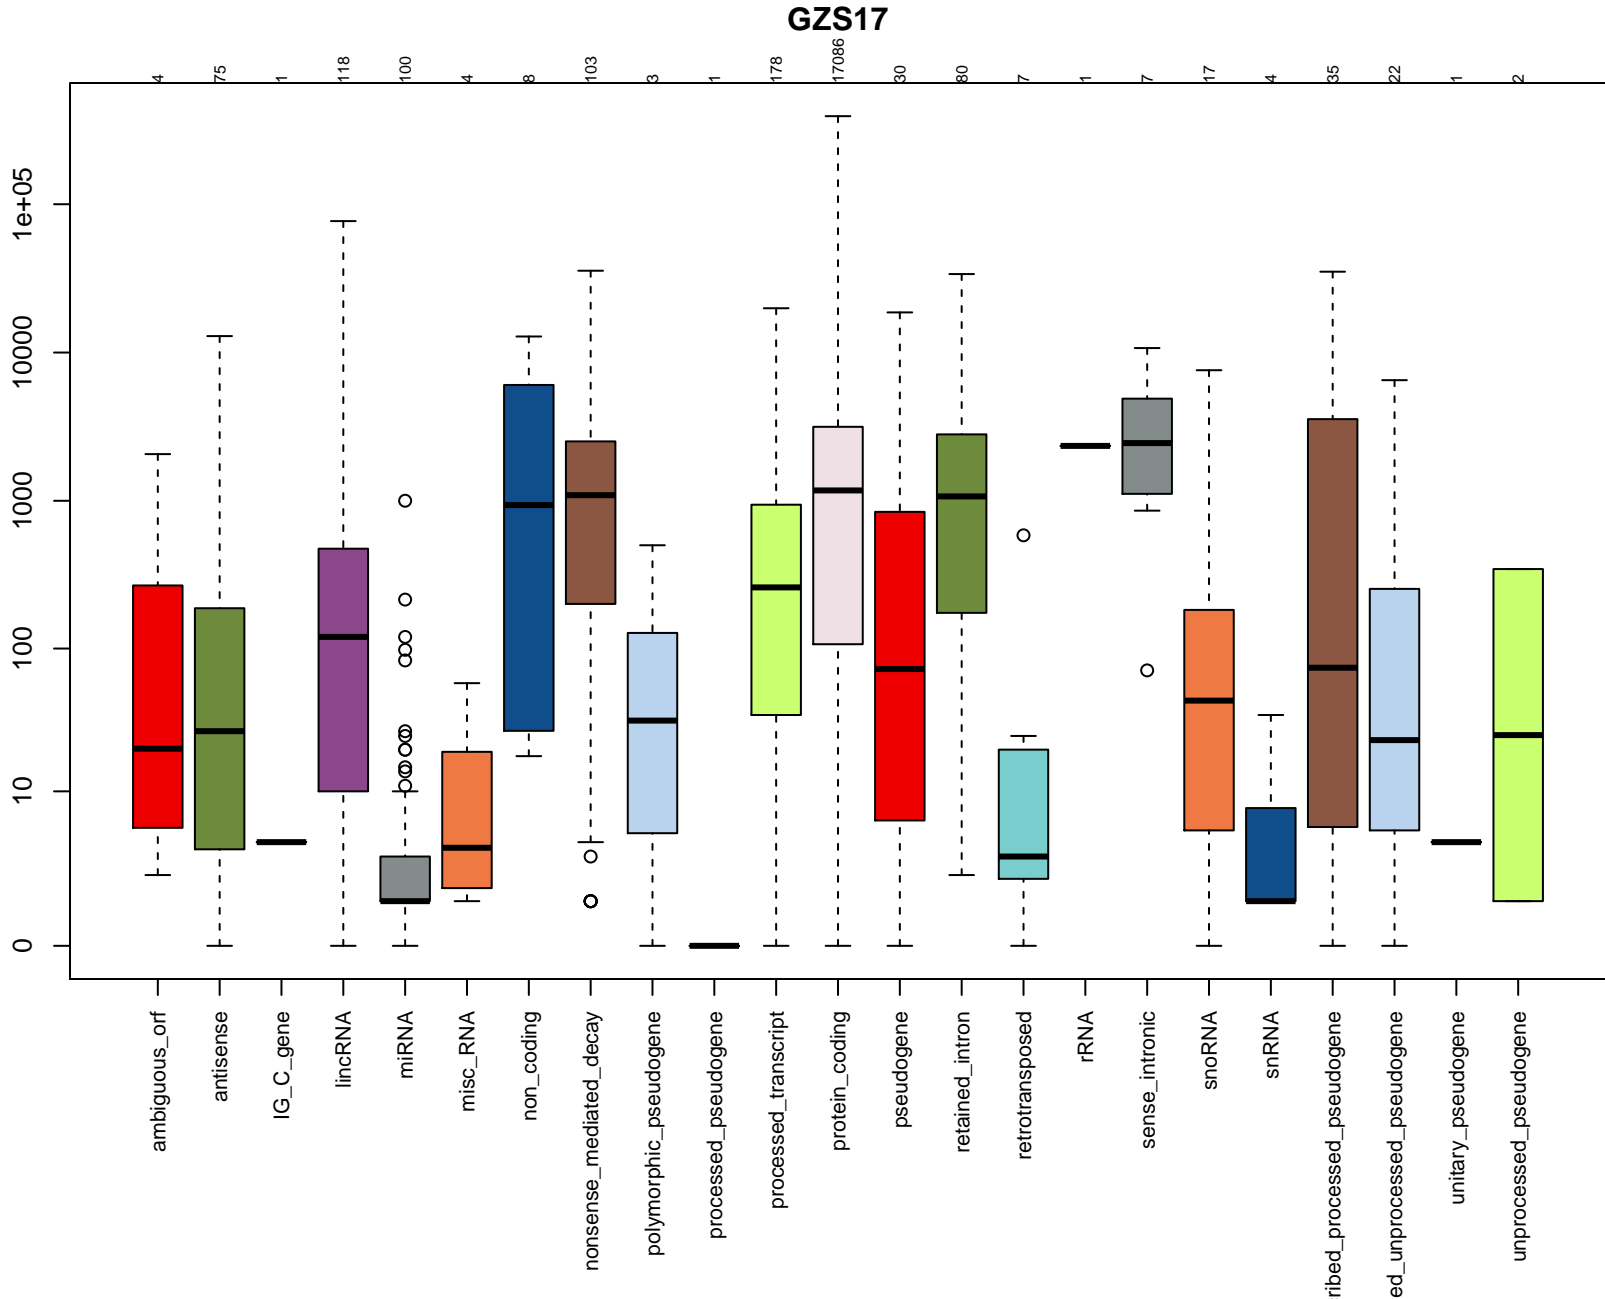 GZS17
4
75
1
118
100
4
8
103
3
1
178
17086
30
80
7
1
7
17
4
35
22
1
2
1e+05
10000
1000
100
10
0
ambiguous_orf
antisense
IG_C_gene
lincRNA
miRNA
misc_RNA
non_coding
nonsense_mediated_decay
polymorphic_pseudogene
processed_pseudogene
processed_transcript
protein_coding
pseudogene
retained_intron
retrotransposed
rRNA
sense_intronic
snoRNA
snRNA
ribed_processed_pseudogene
ed_unprocessed_pseudogene
unitary_pseudogene
unprocessed_pseudogene